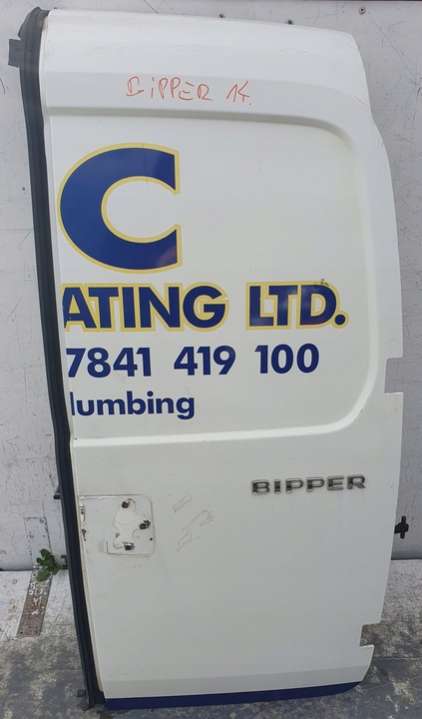 BIPPER 14.
C
ATING LTD.
7841 419 100
lumbing
BIPPER